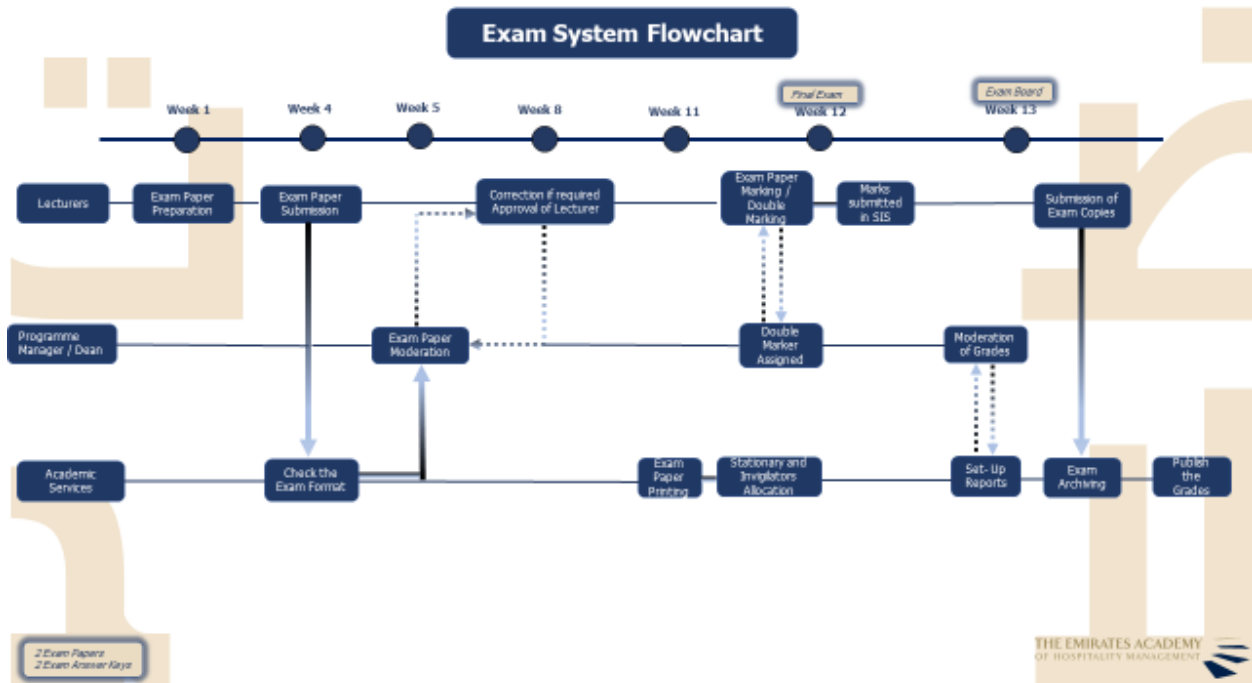 Exam System Flowchart
Final Exam
Exam Board
Week 1
Week 4
Week 5
Week 8
Week 11
Week 12
Week 13
Lecturers
Exam Paper
Preparation
Exam Paper
Submission
Correction if required
Approval of Lecturer
Exam Paper
Marking /
Double
Marking
Marks
submitted
in SIS
Submission of
Exam Copies
Programme
Manager / Dean
Exam Paper
Moderation
Double
Marker
Assigned
Moderation
of Grades
Academic
Services
Check the
Exam Format
Exam
Paper
Printing
Stationary and
Invigilators
Allocation
Set- Up
Reports
Exam
Archiving
Publish
the
Grades
2 Exam Papers
2 Exam Answer Keys
THE EMIRATES ACADEMY
OF HOSPITALITY MANAGEMENT